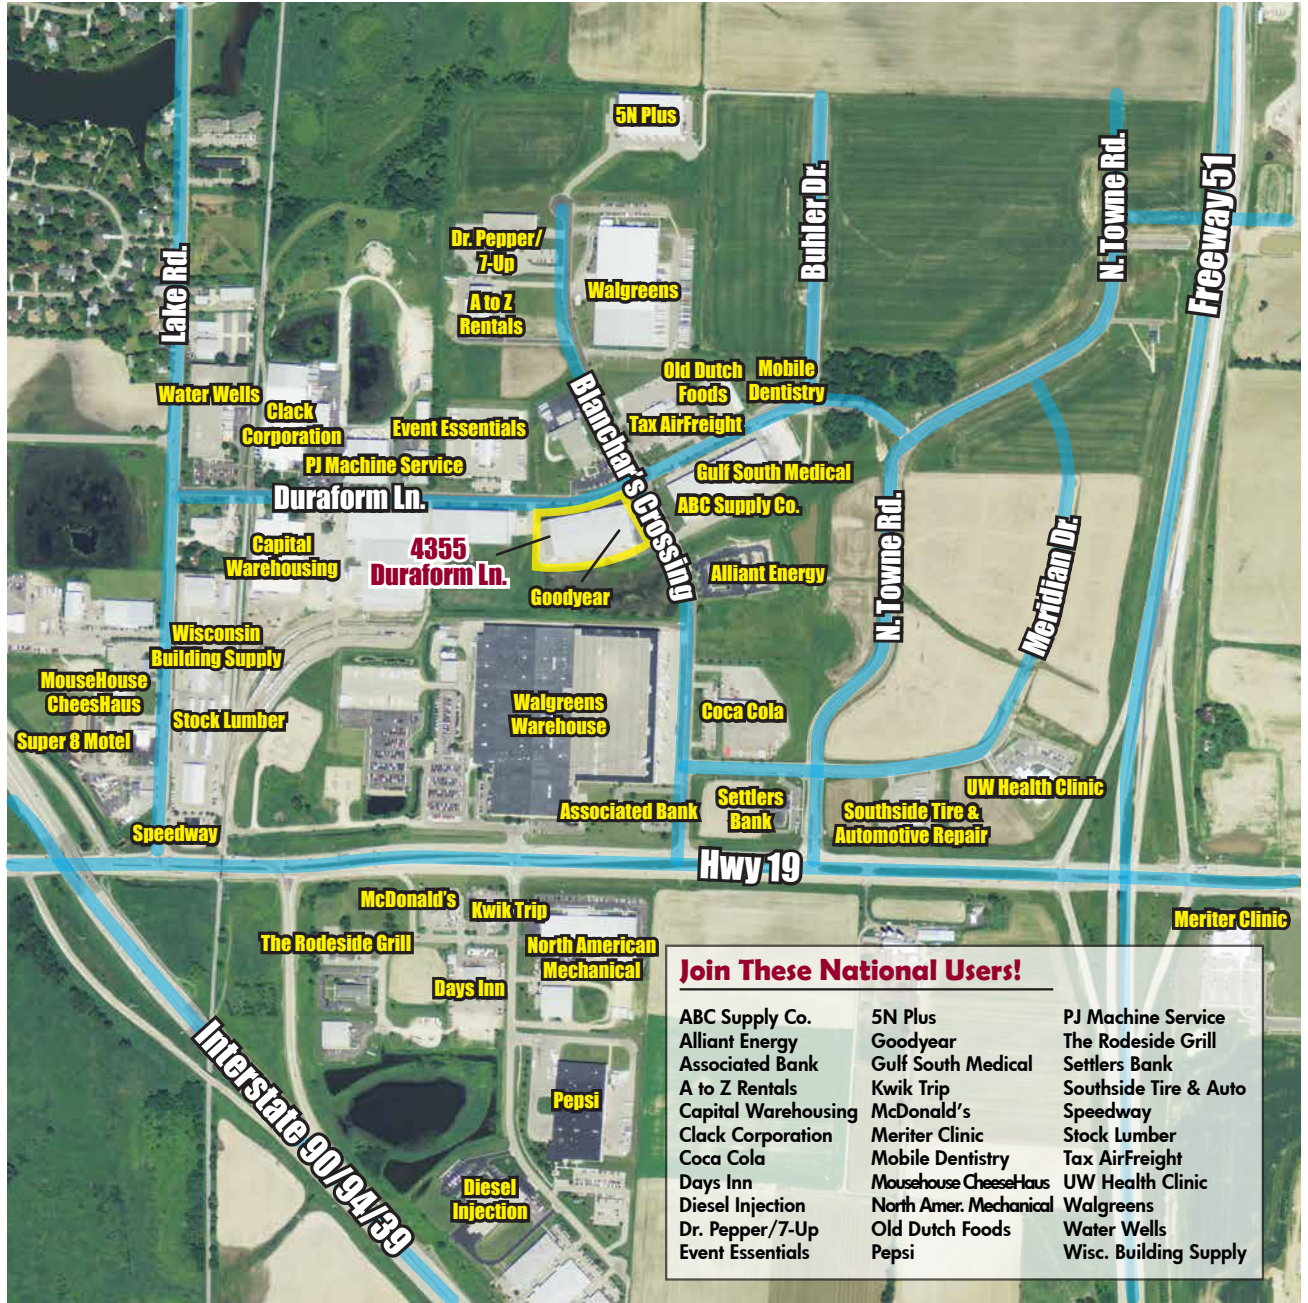 5N Plus
Buhler Dr.
N. Towne Rd.
Freeway 51
Lake Rd.
Dr. Pepper/
7-Up
Walgreens
A to Z
Rentals
Old Dutch
Foods
Mobile
Dentistry
Water Wells
Clack
Corporation
Event Essentials
Tax AirFreight
Blanchar's Crossing
PJ Machine Service
Gulf South Medical
Duraform Ln.
ABC Supply Co.
Capital
Warehousing
4355
Duraform Ln.
Goodyear
Alliant Energy
N. Towne Rd.
Meridian Dr.
Wisconsin
Building Supply
MouseHouse
CheesHaus
Stock Lumber
Super 8 Motel
Walgreens
Warehouse
Coca Cola
UW Health Clinic
Speedway
Associated Bank
Settlers
Bank
Southside Tire &
Automotive Repair
Hwy 19
McDonald's
Kwik Trip
Meriter Clinic
The Rodeside Grill
North American
Mechanical
Days Inn
Interstate 90/94/39
Pepsi
Diesel
Injection
Join These National Users!
ABC Supply Co.
Alliant Energy
Associated Bank
A to Z Rentals
Capital Warehousing
Clack Corporation
Coca Cola
Days Inn
Diesel Injection
Dr. Pepper/7-Up
Event Essentials
5N Plus
Goodyear
Gulf South Medical
Kwik Trip
McDonald's
Meriter Clinic
Mobile Dentistry
Mousehouse CheeseHaus
North Amer. Mechanical
Old Dutch Foods
Pepsi
PJ Machine Service
The Rodeside Grill
Settlers Bank
Southside Tire & Auto
Speedway
Stock Lumber
Tax AirFreight
UW Health Clinic
Walgreens
Water Wells
Wisc. Building Supply